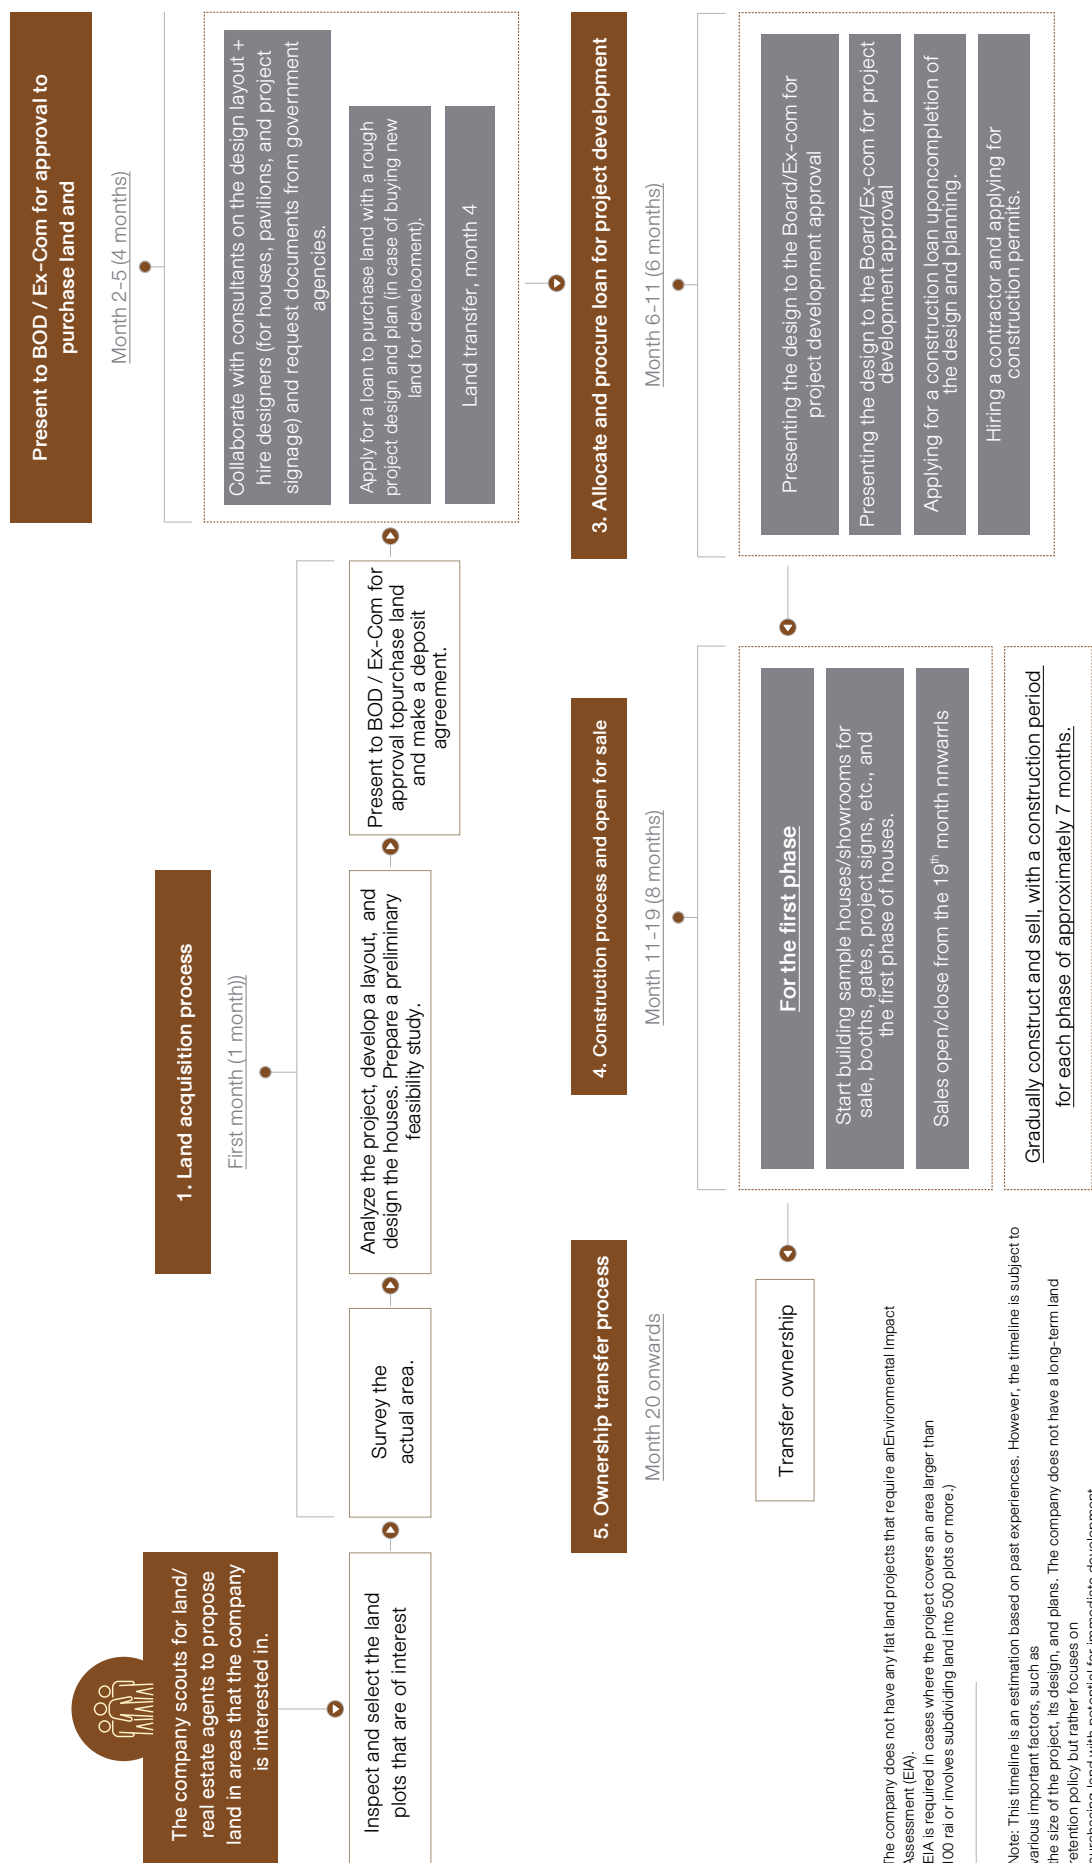 The company scouts for land/
real estate agents to propose
land in areas that the company
is interested in.
Inspect and select the land
plots that are of interest
1. Land acquisition process
First month (1 month))
Survey the
actual area.
Analyze the project, develop a layout, and
design the houses. Prepare a preliminary
feasibility study.
Present to BOD / Ex-Com for
approval topurchase land
and make a deposit
agreement.
Present to BOD / Ex-Com for approval to
purchase land and
Month 2-5 (4 months)
Collaborate with consultants on the design layout +
hire designers (for houses, pavilions, and project
signage) and request documents from government
agencies.
Apply for a loan to purchase land with a rough
project design and plan (in case of buying new
land for develooment).
Land transfer, month 4
3. Allocate and procure loan for project development
Month 6-11 (6 months)
Presenting the design to the Board/Ex-com for
project development approval
Presenting the design to the Board/Ex-com for project
development approval
Applying for a construction loan uponcompletion of
the design and planning.
Hiring a contractor and applying for
construction permits.
4. Construction process and open for sale
Month 11-19 (8 months)
For the first phase
Start building sample houses/showrooms for
sale, booths, gates, project signs, etc., and
the first phase of houses.
Sales open/close from the 19th month nnwarrls
Gradually construct and sell, with a construction period
for each phase of approximately 7 months.
5. Ownership transfer process
Month 20 onwards
Transfer ownership
The company does not have any flat land projects that require anEnvironmental Impact
Assessment (EIA).
EIA is required in cases where the project covers an area larger than
100 rai or involves subdividing land into 500 plots or more.)
Note: This timeline is an estimation based on past experiences. However, the timeline is subject to
various important factors, such as
the size of the project, its design, and plans. The company does not have a long-term land
retention policy but rather focuses on
purchasing land with potential for immediate development